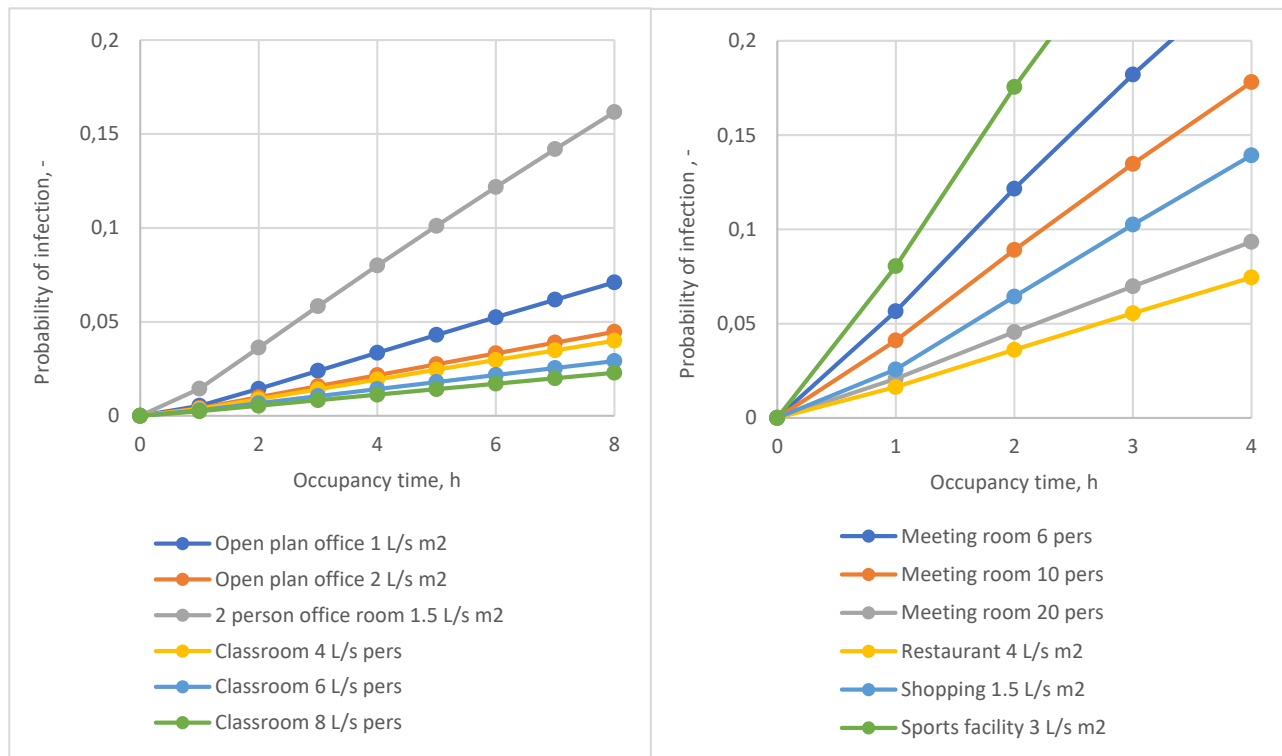 0,2
0,15
0,1
0,05
0
Probability of infection, -
0 2 4 6 8
Occupancy time, h
Open plan office 1 L/s m2
Open plan office 2 L/s m2
2 person office room 1.5 L/s m2
Classroom 4 L/s pers
Classroom 6 L/s pers
Classroom 8 L/s pers
0,2
0,15
0,1
0,05
0
Probability of infection , -
0 1 2 3 4
Occupancy time, h
Meeting room 6 pers
Meeting room 10 pers
Meeting room 20 pers
Restaurant 4 L/s m2
Shopping 1.5 L/s m2
Sports facility 3 L/s m2